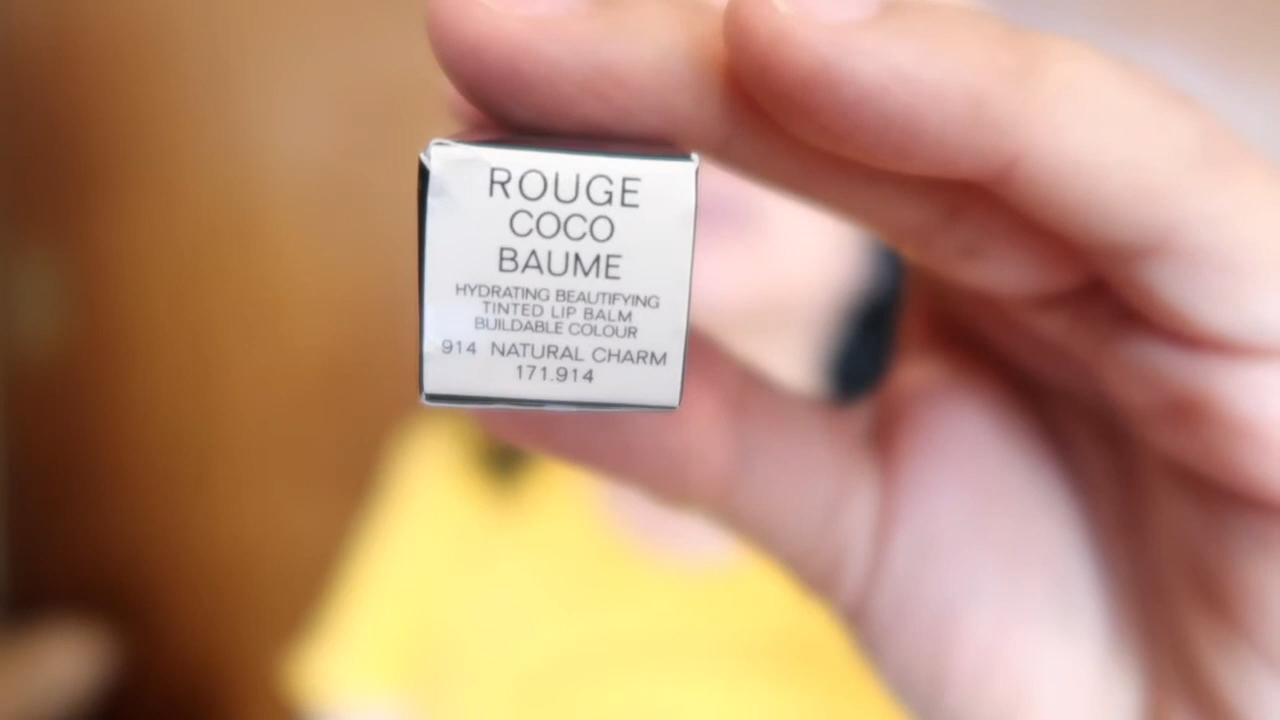 ROUGE
COCO
BAUME
HYDRATING BEAUTIFYING
TINTED LIP BALM
BUILDABLE COLOUR
914 NATURAL CHARM
171.914